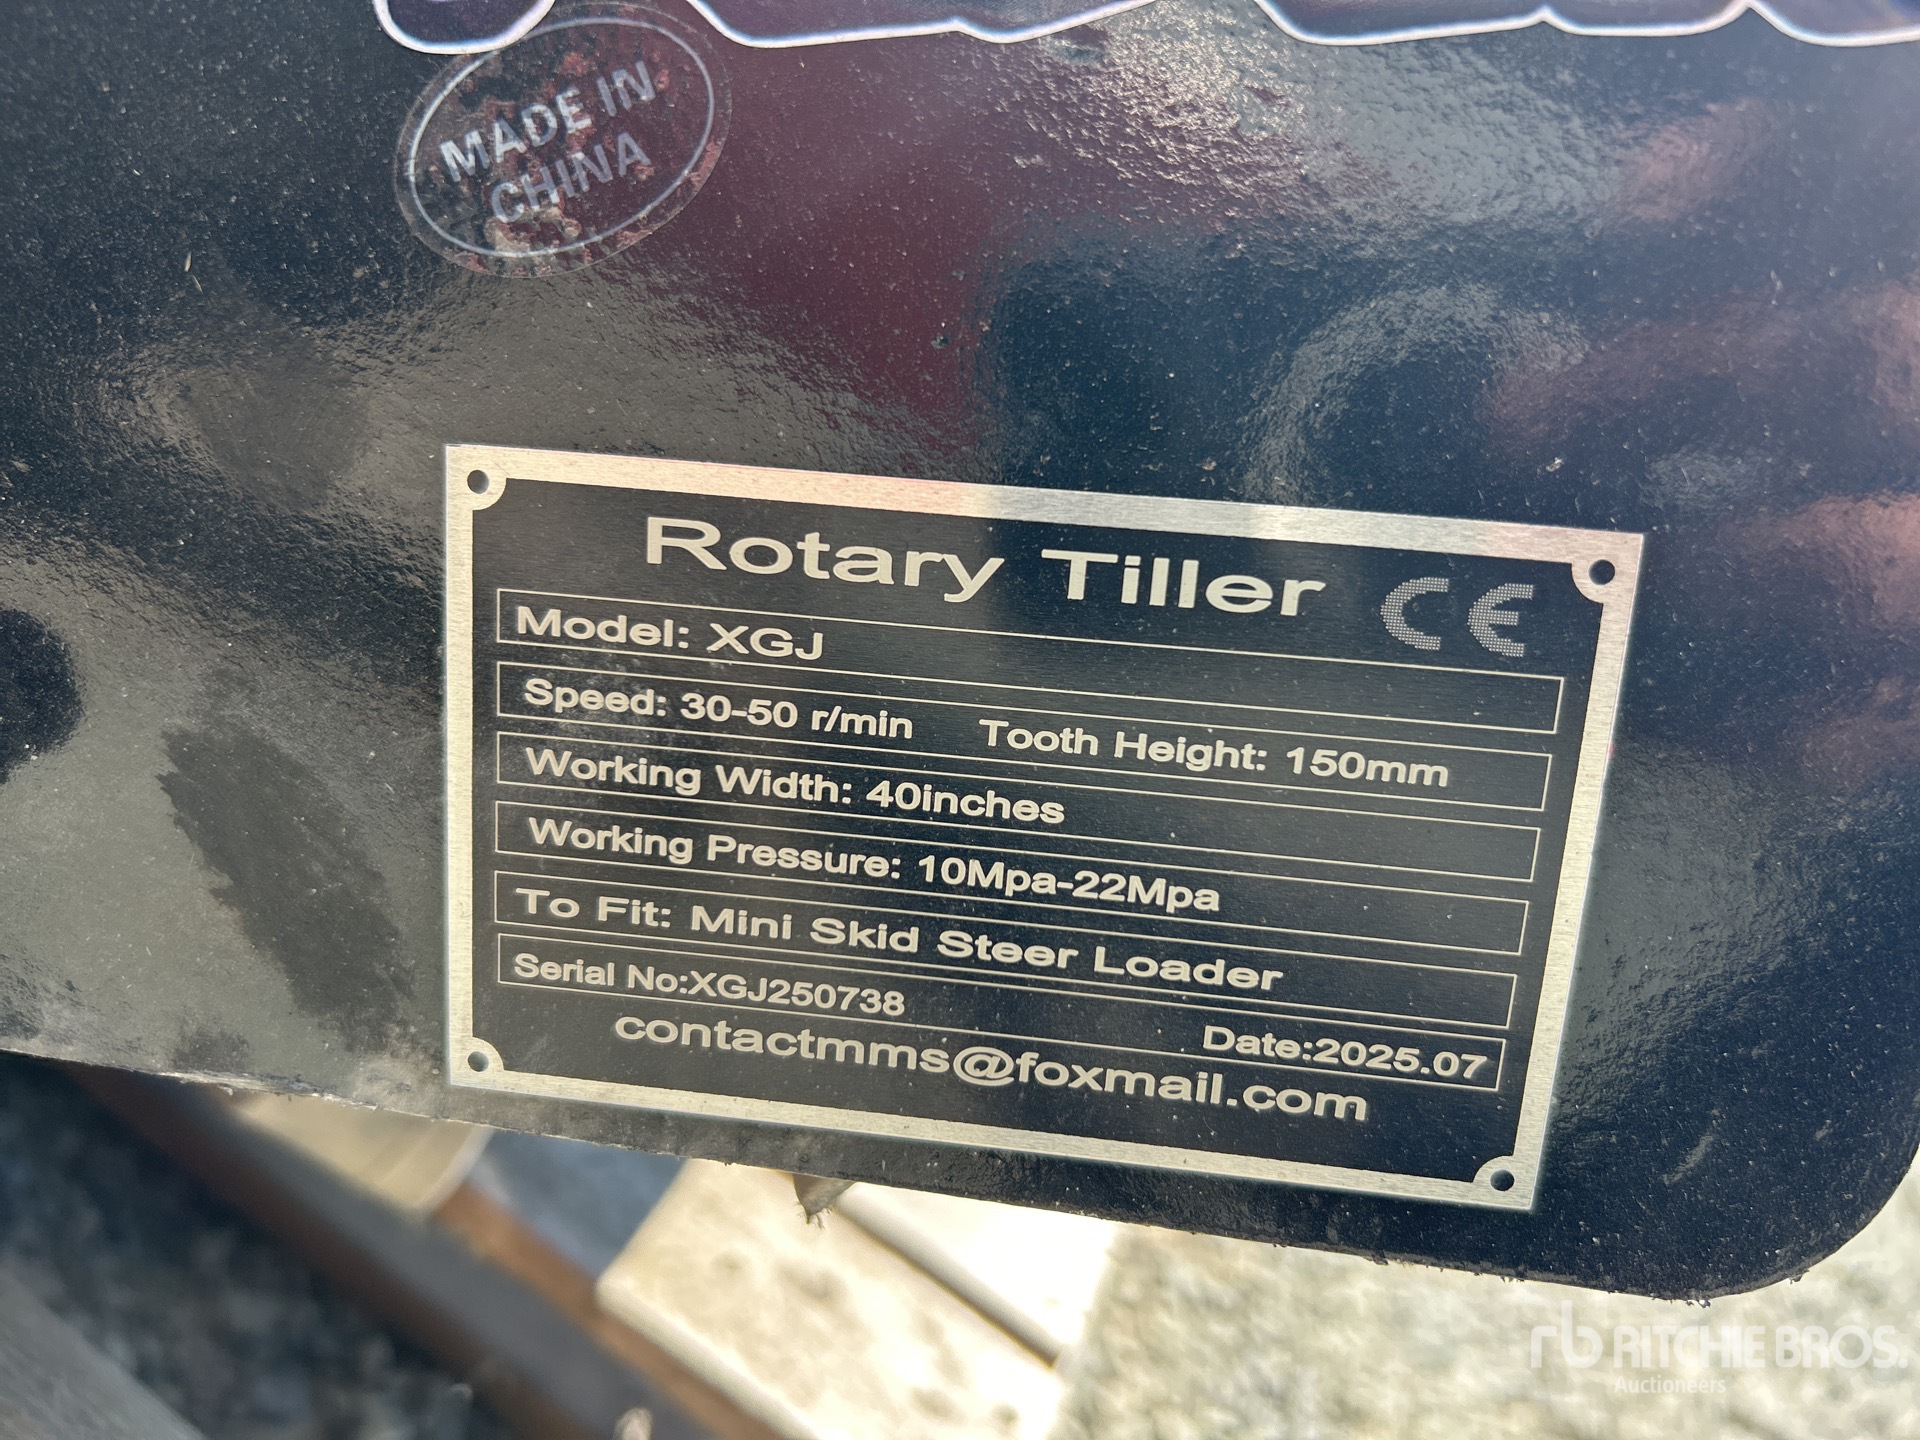 MADE IN
CHINA
Rotary Tiller CE
Model: XGJ
Speed: 30-50 r/min Tooth Height: 150mm
Working Width: 40inches
Working Pressure: 10Mpa-22Mpa
To Fit: Mini Skid Steer Loader
Serial No:XGJ250738 Date:2025.07
contactmms@foxmail.com
rb RITCHIE BROS.
Auctioneers